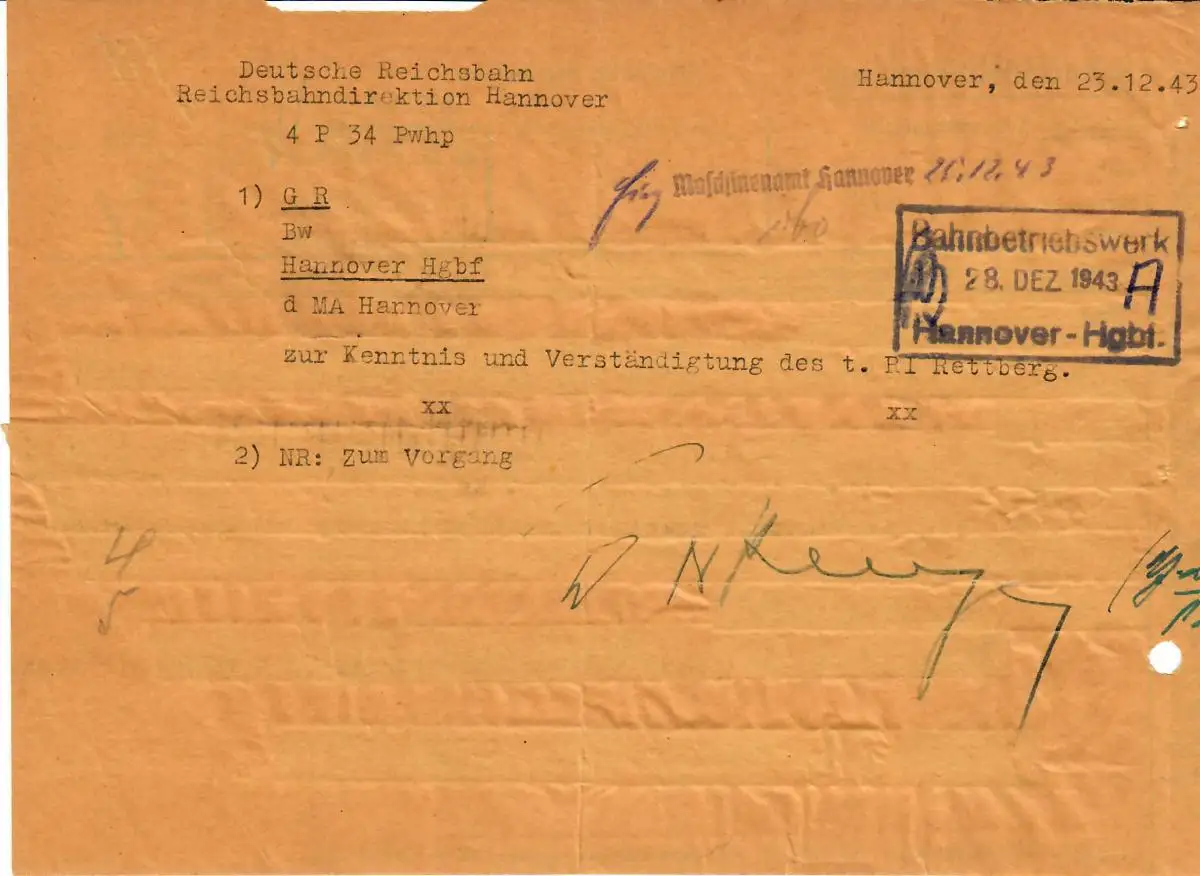 Deutsche Reichsbahn
Reichsbahndirektion Hannover
Hannover, den 23.12.43
4 P 34 Pwhp
1) G R
Bw
Hannover Hgbf
d MA Hannover
Maschinenamt Hannover 12.43
Bahnbetriebswerk
28. DEZ. 1943 A
Hannover-Hgbf.
zur Kenntnis und Verständigtung des t. RI Rettberg.
xx xx
2) NR: Zum Vorgang
4
5